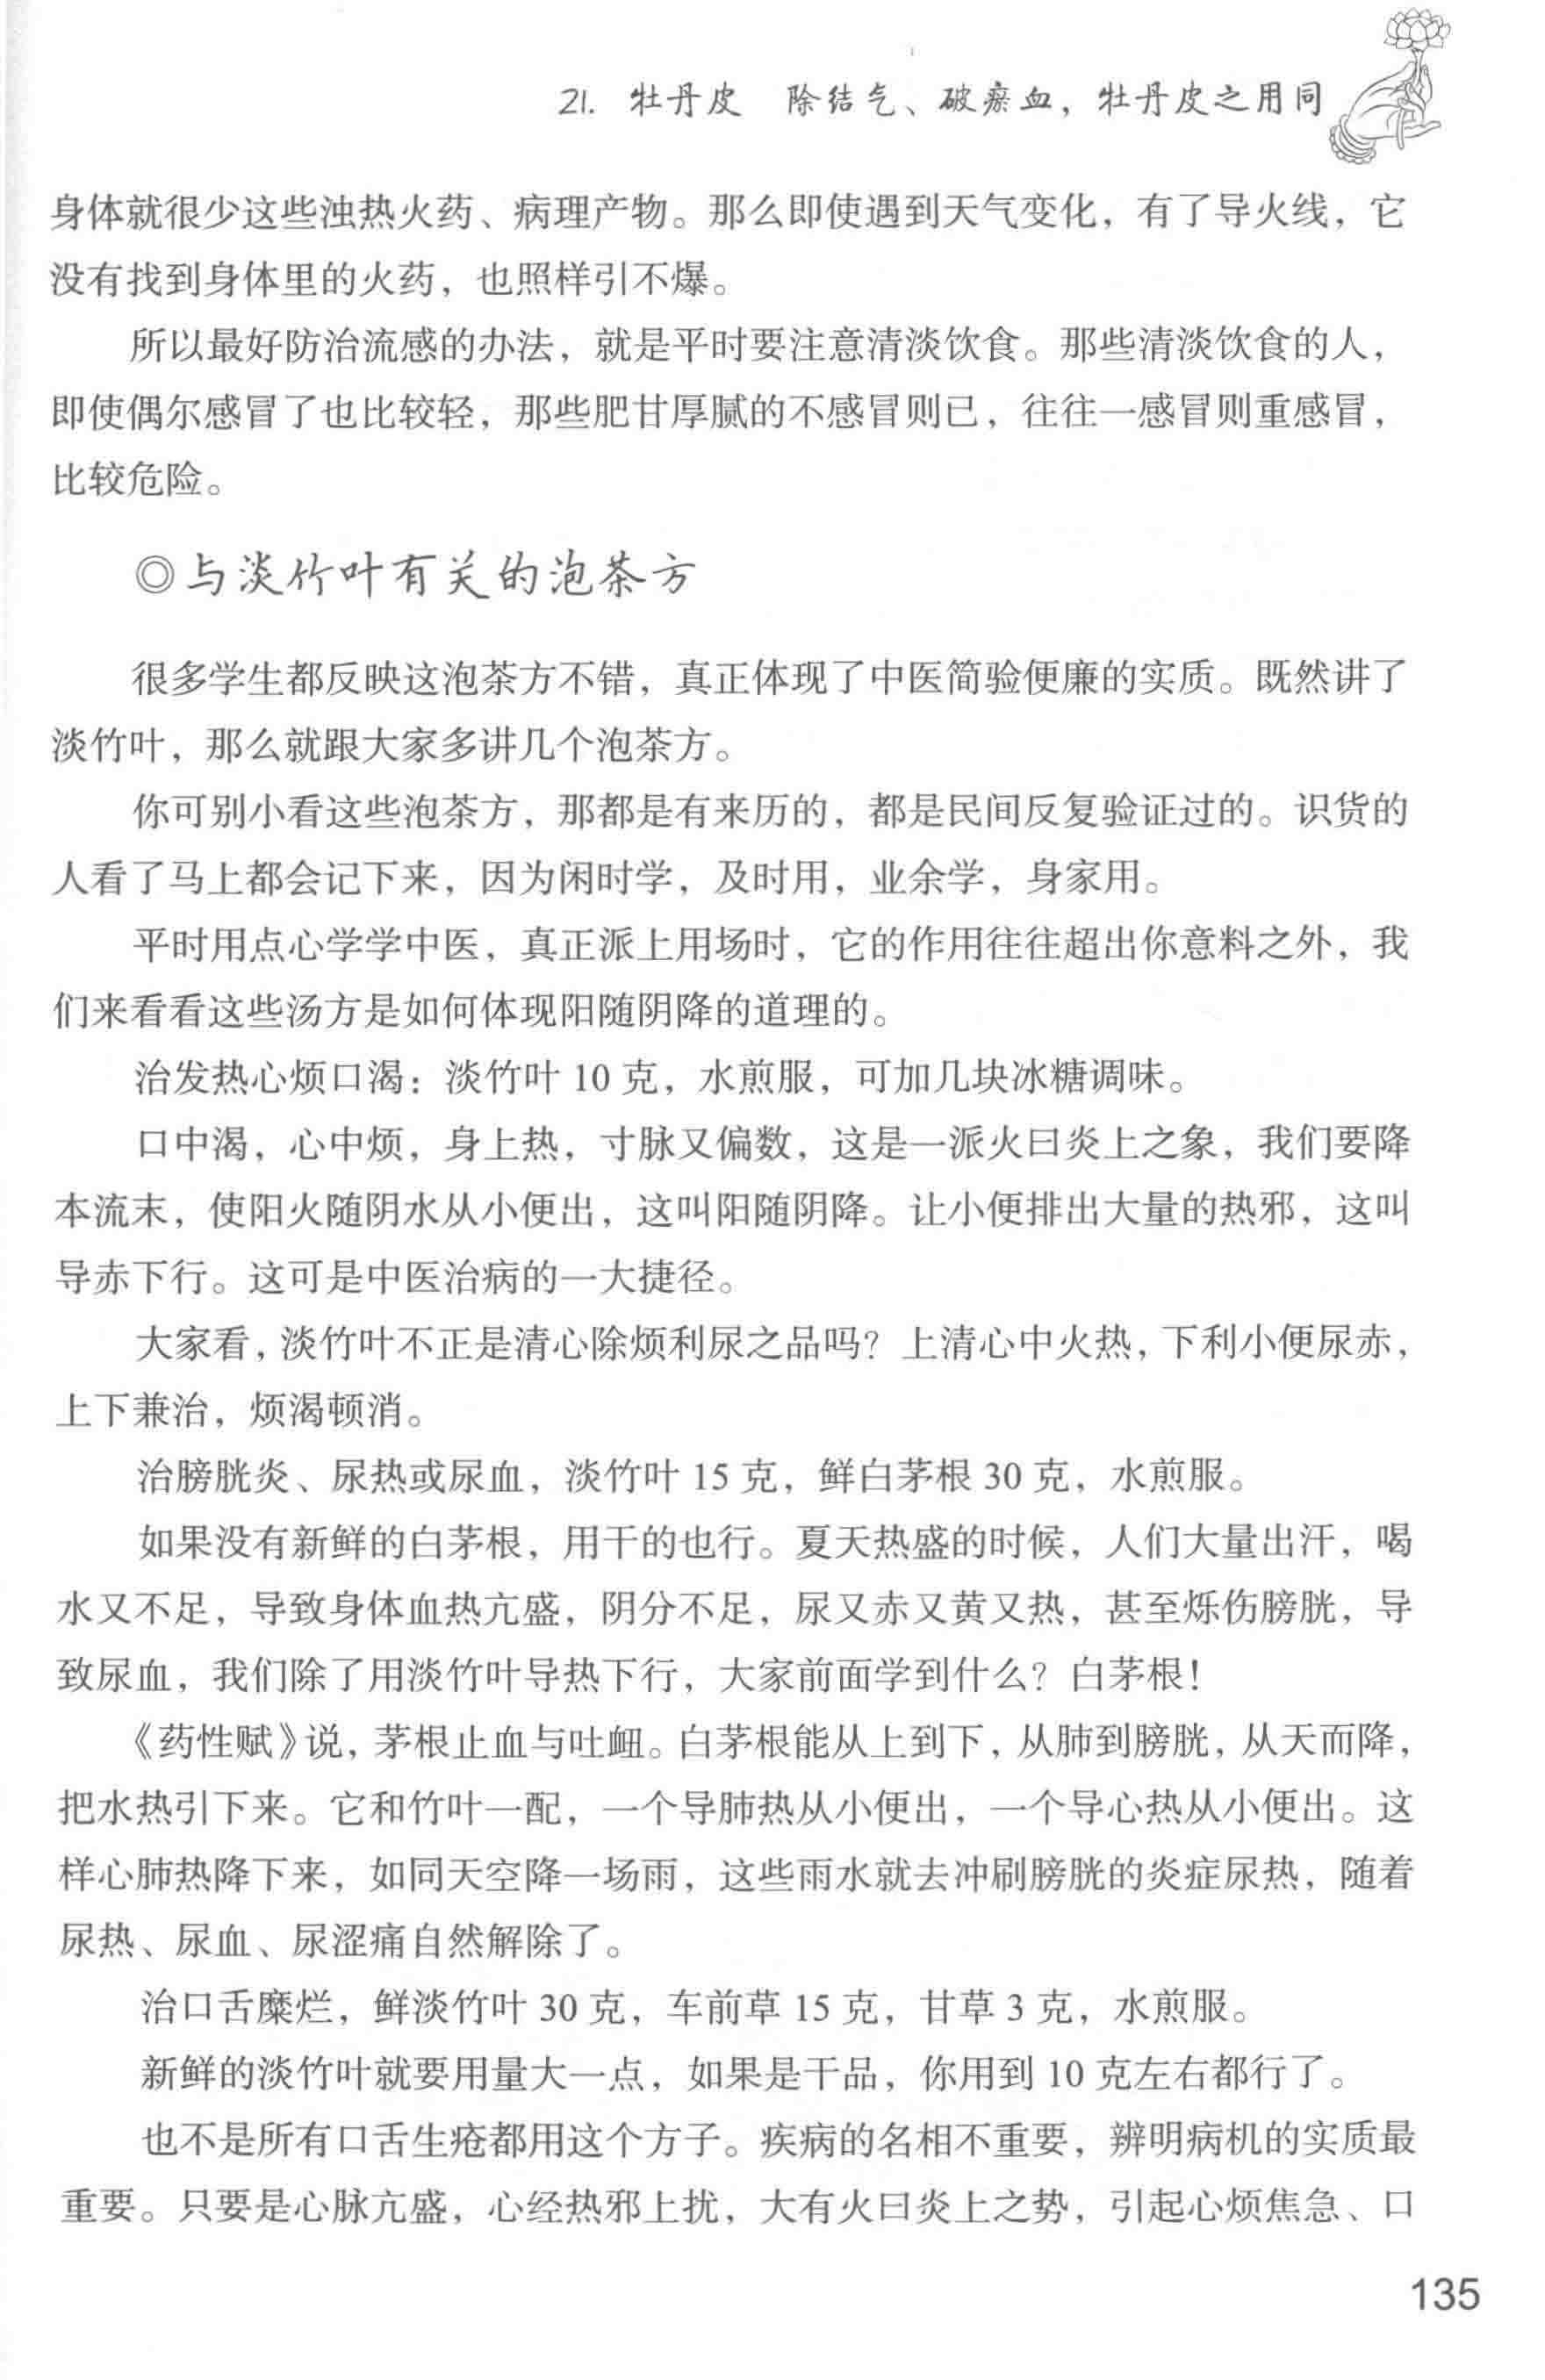 21. 牡丹皮　除结气、破瘀血，牡丹皮之用同
身体就很少这些浊热火药、病理产物。那么即使遇到天气变化，有了导火线，它
没有找到身体里的火药，也照样引不爆。
所以最好防治流感的办法，就是平时要注意清淡饮食。那些清淡饮食的人，
即使偶尔感冒了也比较轻，那些肥甘厚腻的不感冒则已，往往一感冒则重感冒，
比较危险。
◎与淡竹叶有关的泡茶方
很多学生都反映这泡茶方不错，真正体现了中医简验便廉的实质。既然讲了
淡竹叶，那么就跟大家多讲几个泡茶方。
你可别小看这些泡茶方，那都是有来历的，都是民间反复验证过的。识货的
人看了马上都会记下来，因为闲时学，及时用，业余学，身家用。
平时用点心学学中医，真正派上用场时，它的作用往往超出你意料之外，我
们来看看这些汤方是如何体现阳随阴降的道理的。
治发热心烦口渴：淡竹叶 10 克，水煎服，可加几块冰糖调味。
口中渴，心中烦，身上热，寸脉又偏数，这是一派火曰炎上之象，我们要降
本流末，使阳火随阴水从小便出，这叫阳随阴降。让小便排出大量的热邪，这叫
导赤下行。这可是中医治病的一大捷径。
大家看，淡竹叶不正是清心除烦利尿之品吗？上清心中火热，下利小便尿赤，
上下兼治，烦渴顿消。
治膀胱炎、尿热或尿血，淡竹叶 15 克，鲜白茅根 30 克，水煎服。
如果没有新鲜的白茅根，用干的也行。夏天热盛的时候，人们大量出汗，喝
水又不足，导致身体血热亢盛，阴分不足，尿又赤又黄又热，甚至烁伤膀胱，导
致尿血，我们除了用淡竹叶导热下行，大家前面学到什么？白茅根！
《药性赋》说，茅根止血与吐衄。白茅根能从上到下，从肺到膀胱，从天而降，
把水热引下来。它和竹叶一配，一个导肺热从小便出，一个导心热从小便出。这
样心肺热降下来，如同天空降一场雨，这些雨水就去冲刷膀胱的炎症尿热，随着
尿热、尿血、尿涩痛自然解除了。
治口舌糜烂，鲜淡竹叶 30 克，车前草 15 克，甘草 3 克，水煎服。
新鲜的淡竹叶就要用量大一点，如果是干品，你用到 10 克左右都行了。
也不是所有口舌生疮都用这个方子。疾病的名相不重要，辨明病机的实质最
重要。只要是心脉亢盛，心经热邪上扰，大有火曰炎上之势，引起心烦焦急、口
135